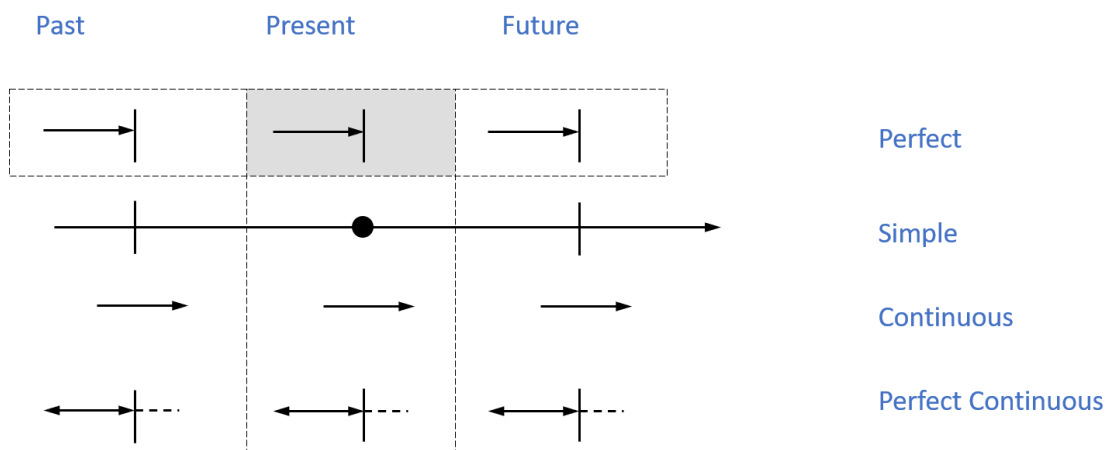 Past Present Future
Perfect
Simple
Continuous
Perfect Continuous